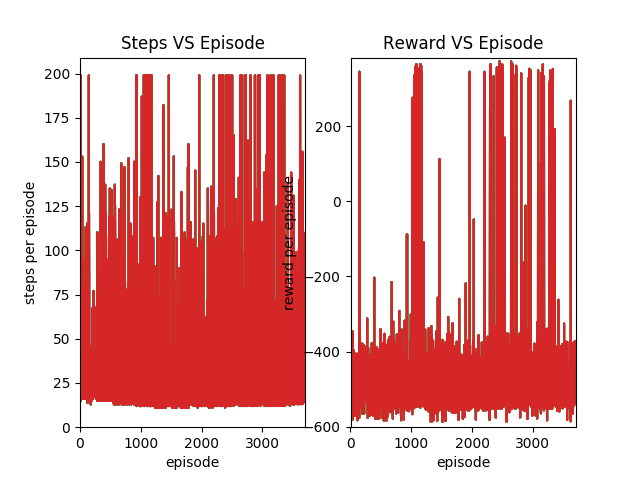 Steps VS Episode
steps per episode
200
175
150
125
100
75
50
25
0
0 1000 2000 3000
episode
Reward VS Episode
reward per episode
200
0
−200
−400
−600
0 1000 2000 3000
episode